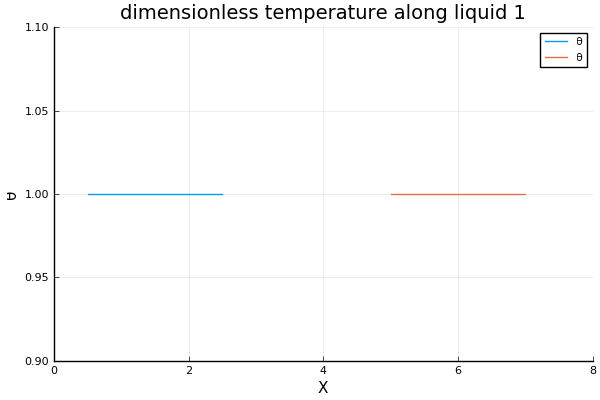 dimensionless temperature along liquid 1
1.10
θ
θ
1.05
1.00
θ
0.95
0.90
0 2 4 6 8
X